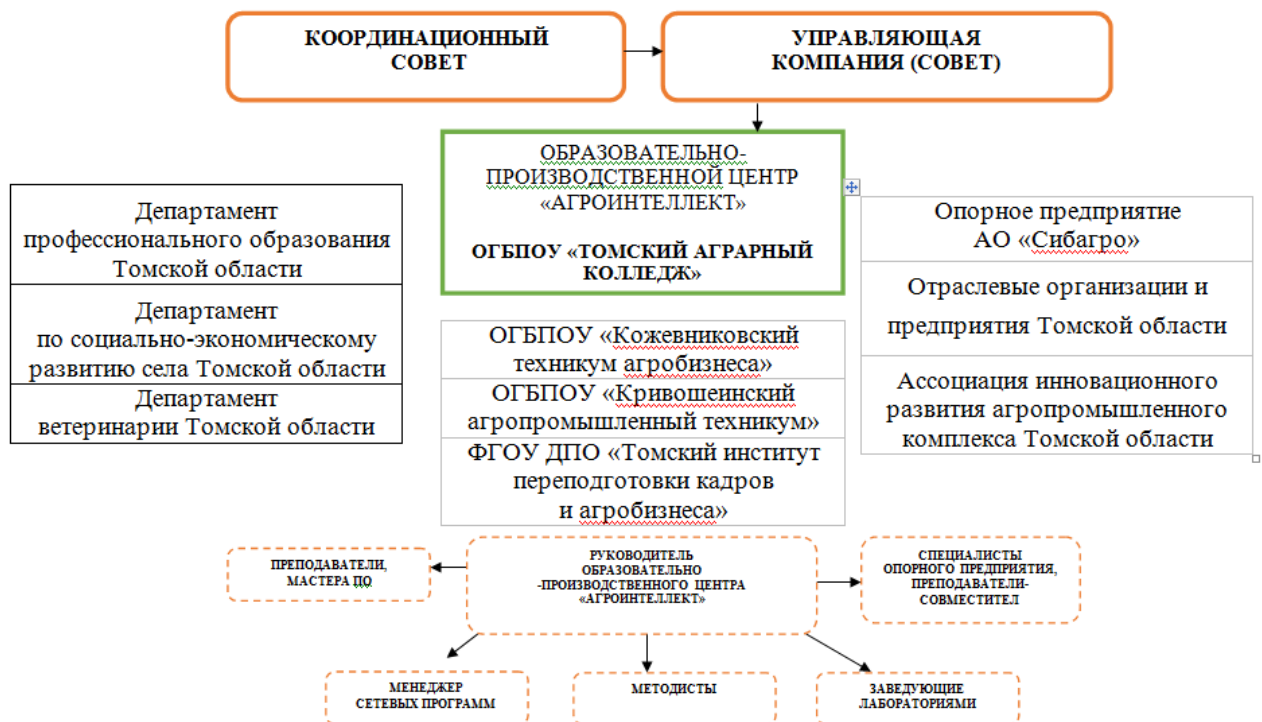 КООРДИНАЦИОННЫЙ
СОВЕТ
УПРАВЛЯЮЩАЯ
КОМПАНИЯ (СОВЕТ)
ОБРАЗОВАТЕЛЬНО-
ПРОИЗВОДСТВЕННОЙ ЦЕНТР
«АГРОИНТЕЛЛЕКТ»
ОГБПОУ «ТОМСКИЙ АГРАРНЫЙ
КОЛЛЕДЖ»
Департамент
профессионального образования
Томской области
Департамент
по социально-экономическому
развитию села Томской области
Департамент
ветеринарии Томской области
ОГБПОУ «Кожевниковский
техникум агробизнеса»
ОГБПОУ «Кривошеинский
агропромышленный техникум»
ФГОУ ДПО «Томский институт
переподготовки кадров
и агробизнеса»
Опорное предприятие
АО «Сибагро»
Отраслевые организации и
предприятия Томской области
Ассоциация инновационного
развития агропромышленного
комплекса Томской области
ПРЕПОДАВАТЕЛИ,
МАСТЕРА ПО
РУКОВОДИТЕЛЬ
ОБРАЗОВАТЕЛЬНО
-ПРОИЗВОДСТВЕННОГО ЦЕНТРА
«АГРОИНТЕЛЛЕКТ»
СПЕЦИАЛИСТЫ
ОПОРНОГО ПРЕДПРИЯТИЯ,
ПРЕПОДАВАТЕЛИ-
СОВМЕСТИТЕЛ
МЕНЕДЖЕР
СЕТЕВЫХ ПРОГРАММ
МЕТОДИСТЫ
ЗАВЕДУЮЩИЕ
ЛАБОРАТОРИЯМИ